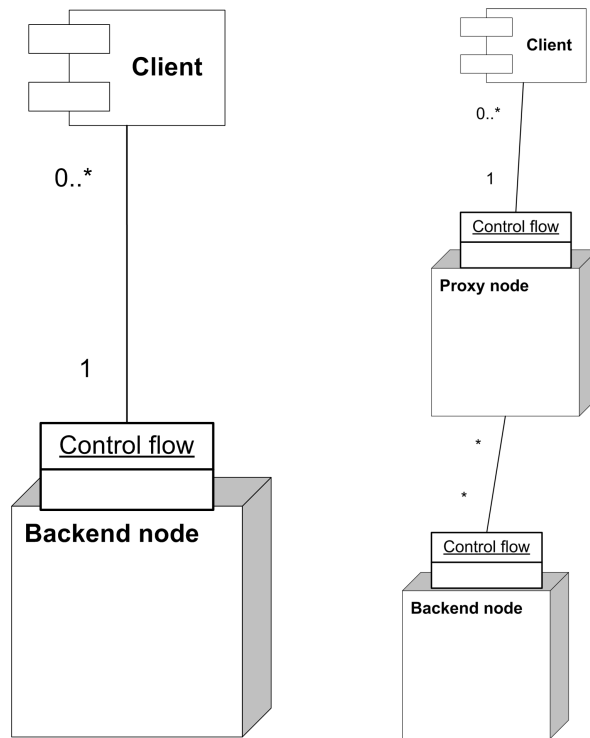 Client
0..*
1
Control flow
Backend node
Client
0..*
1
Control flow
Proxy node
*
*
Control flow
Backend node